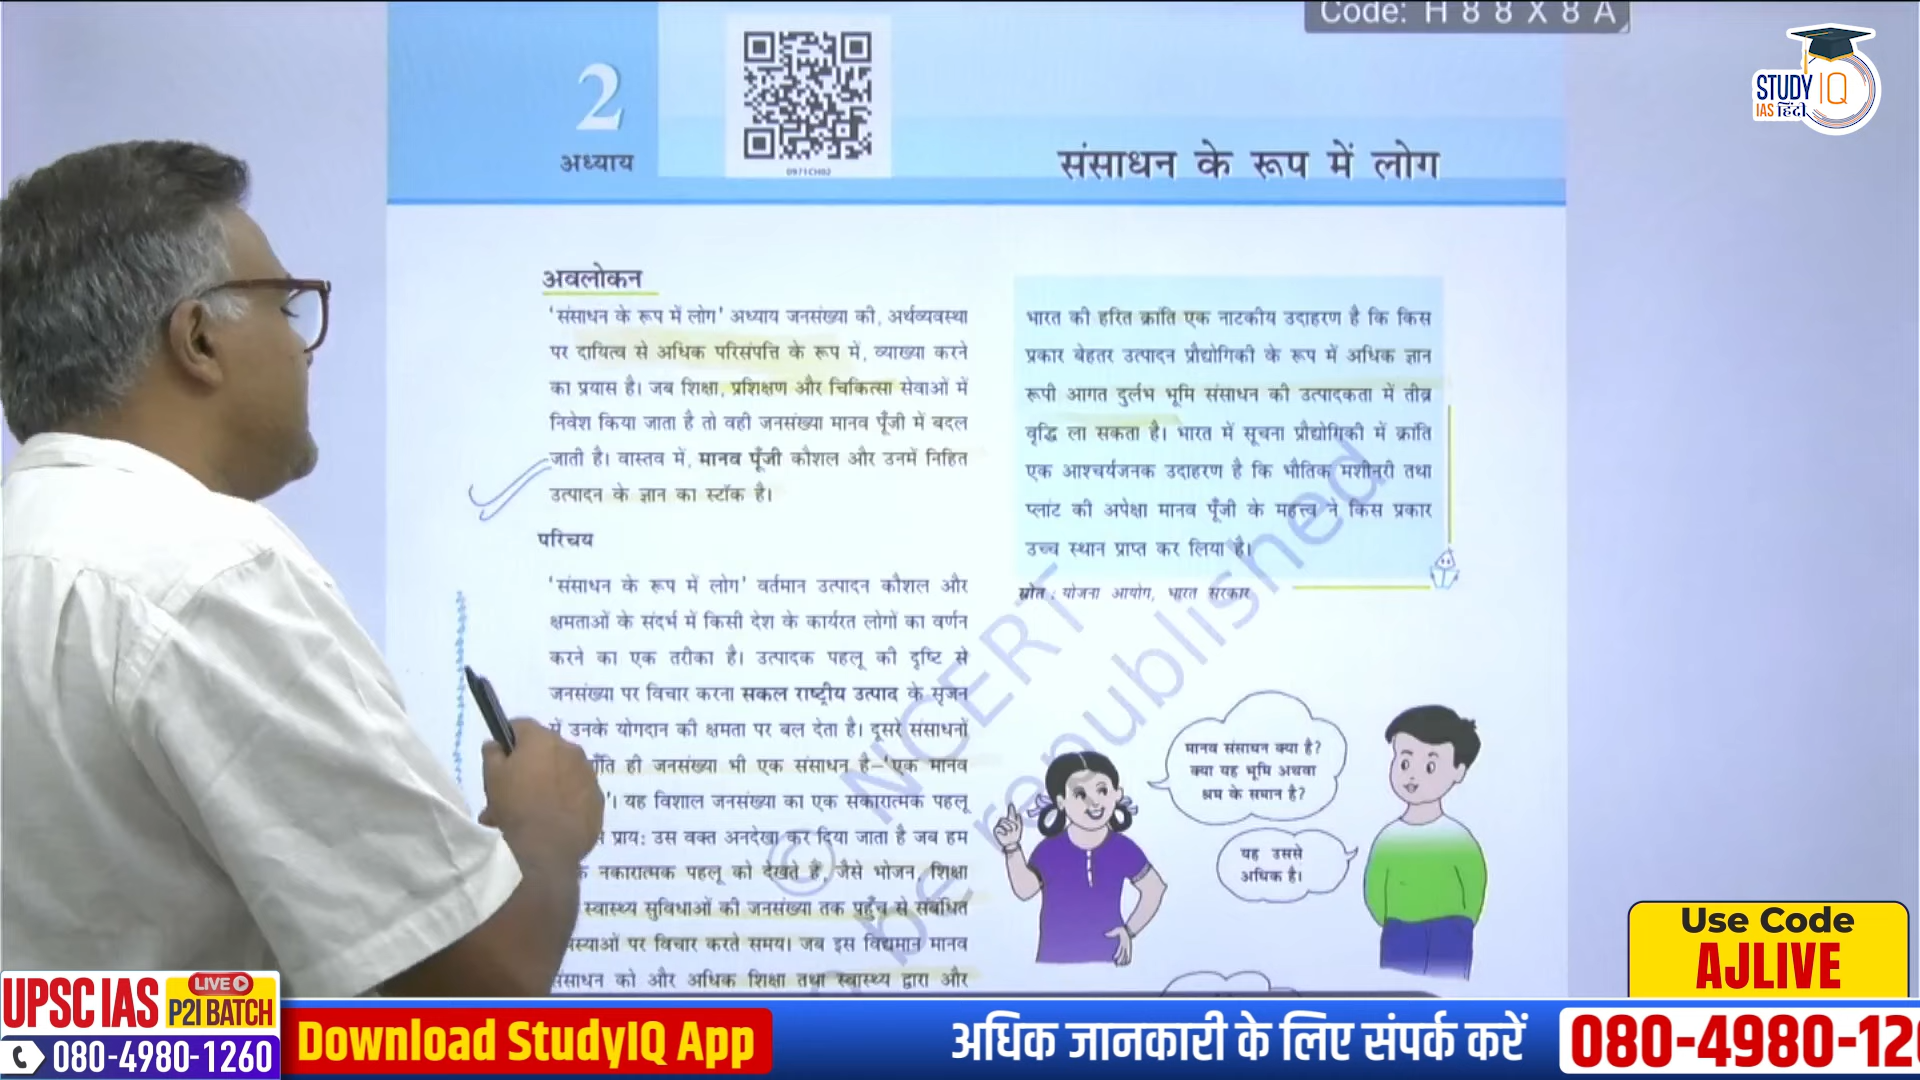 Code: H 8 8 X 8 A
STUDY IQ
IAS हिंदी
2
अध्याय
0971CH02
संसाधन के रूप में लोग
अवलोकन
'संसाधन के रूप में लोग' अध्याय जनसंख्या की, अर्थव्यवस्था
पर दायित्व से अधिक परिसंपत्ति के रूप में, व्याख्या करने
का प्रयास है। जब शिक्षा, प्रशिक्षण और चिकित्सा सेवाओं में
निवेश किया जाता है तो वही जनसंख्या मानव पूँजी में बदल
जाती है। वास्तव में, मानव पूँजी कौशल और उनमें निहित
उत्पादन के ज्ञान का स्टॉक है।
परिचय
'संसाधन के रूप में लोग' वर्तमान उत्पादन कौशल और
क्षमताओं के संदर्भ में किसी देश के कार्यरत लोगों का वर्णन
करने का एक तरीका है। उत्पादक पहलू की दृष्टि से
जनसंख्या पर विचार करना सकल राष्ट्रीय उत्पाद के सृजन
में उनके योगदान की क्षमता पर बल देता है। दूसरे संसाधनों
ही जनसंख्या भी एक संसाधन है–'एक मानव
'। यह विशाल जनसंख्या का एक सकारात्मक पहलू
प्राय: उस वक्त अनदेखा कर दिया जाता है जब हम
नकारात्मक पहलू को देखते हैं, जैसे भोजन, शिक्षा
स्वास्थ्य सुविधाओं की जनसंख्या तक पहुँच से संबंधित
पर विचार करते समय। जब इस विद्यमान मानव
संसाधन को और अधिक शिक्षा तथा स्वास्थ्य द्वारा और
भारत की हरित क्रांति एक नाटकीय उदाहरण है कि किस
प्रकार बेहतर उत्पादन प्रौद्योगिकी के रूप में अधिक ज्ञान
रूपी आगत दुर्लभ भूमि संसाधन की उत्पादकता में तीव्र
वृद्धि ला सकता है। भारत में सूचना प्रौद्योगिकी में क्रांति
एक आश्चर्यजनक उदाहरण है कि भौतिक मशीनरी तथा
प्लांट की अपेक्षा मानव पूँजी के महत्त्व ने किस प्रकार
उच्च स्थान प्राप्त कर लिया है।
स्रोत : योजना आयोग, भारत सरकार
© NCERT
be republished
मानव संसाधन क्या है?
क्या यह भूमि अथवा
श्रम के समान है?
यह उससे
अधिक है।
Use Code
AJLIVE
UPSC IAS LIVE
P2I BATCH
080-4980-1260
Download StudyIQ App
अधिक जानकारी के लिए संपर्क करें
080-4980-12